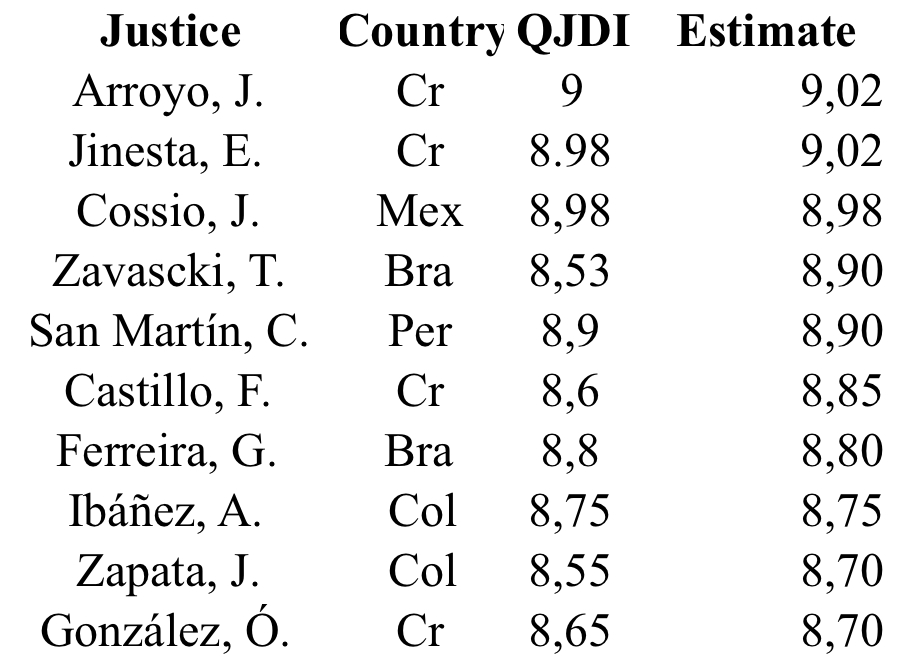 Justice Country QJDI Estimate
Arroyo, J. Cr 9 9,02
Jinesta, E. Cr 8.98 9,02
Cossio, J. Mex 8,98 8,98
Zavascki, T. Bra 8,53 8,90
San Martín, C. Per 8,9 8,90
Castillo, F. Cr 8,6 8,85
Ferreira, G. Bra 8,8 8,80
Ibáñez, A. Col 8,75 8,75
Zapata, J. Col 8,55 8,70
González, Ó. Cr 8,65 8,70